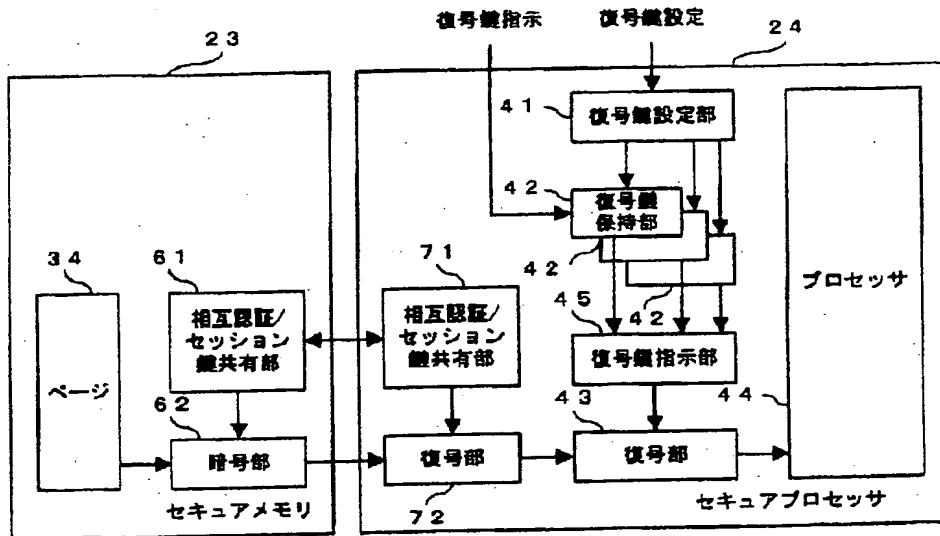 復号鍵指示
復号鍵設定
23
24
41
復号鍵設定部
42
復号鍵
保持部
42
42
34
61
71
45
相互認証/
セッション
鍵共有部
相互認証/
セッション
鍵共有部
復号鍵指示部
プロセッサ
ページ
62
43
44
暗号部
復号部
復号部
セキュアメモリ
72
セキュアプロセッサ